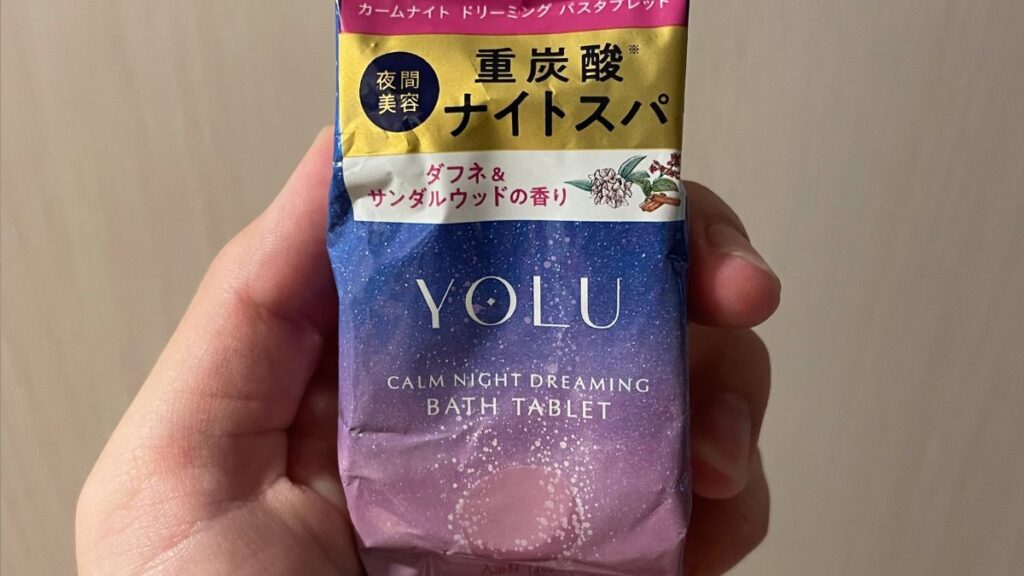 カームナイト ドリーミング バスタブレット
夜間
美容
重炭酸※
ナイトスパ
ダフネ&
サンダルウッドの香り
YOLU
CALM NIGHT DREAMING
BATH TABLET